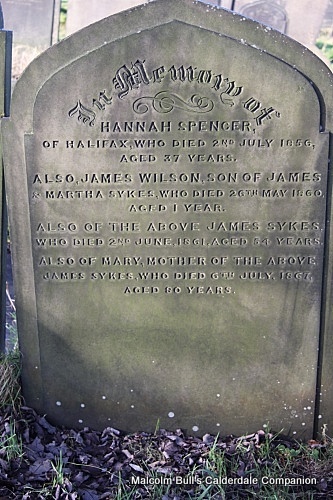 In Memory of
HANNAH SPENCER,
OF HALIFAX, WHO DIED 2ND JULY 1856,
AGED 37 YEARS.
ALSO, JAMES WILSON, SON OF JAMES
& MARTHA SYKES, WHO DIED 26TH MAY 1860
AGED 1 YEAR.
ALSO OF THE ABOVE JAMES SYKES,
WHO DIED 2ND JUNE, 1861, AGED 34 YEARS
ALSO OF MARY, MOTHER OF THE ABOVE
JAMES SYKES, WHO DIED 6TH JULY, 1867,
AGED 60 YEARS.
Malcolm Bull's Calderdale Companion